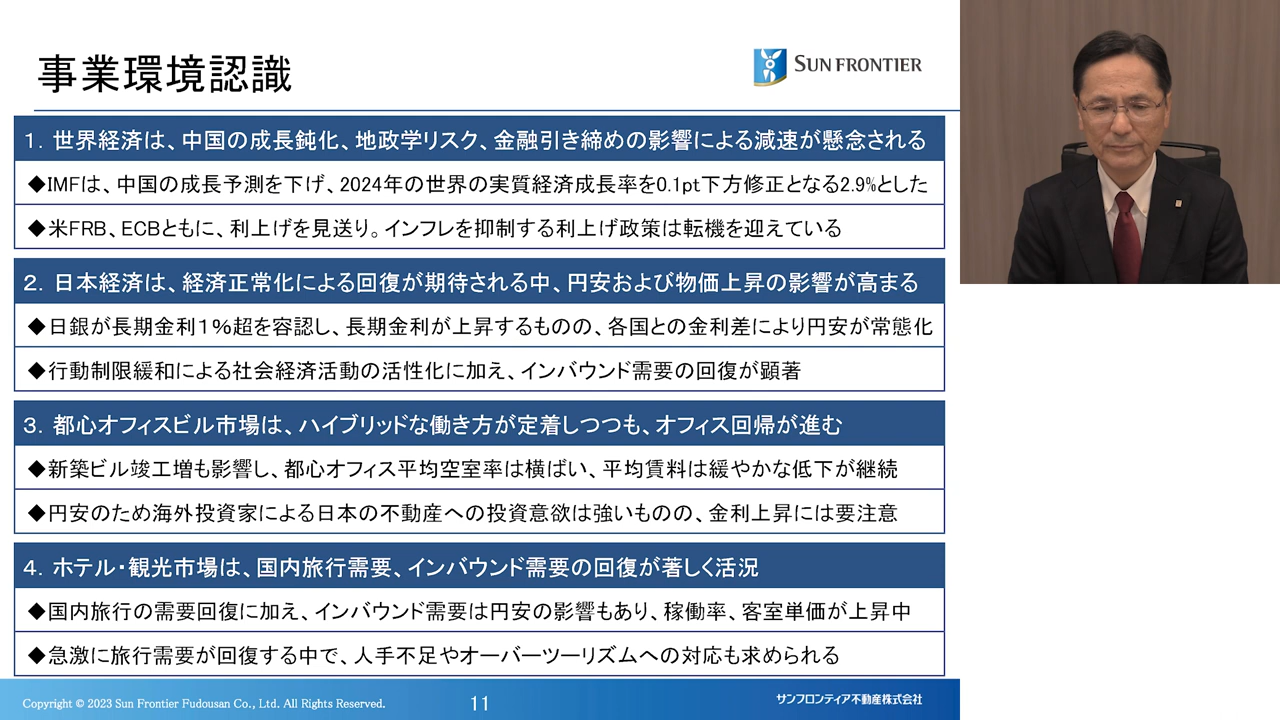 事業環境認識
SUN FRONTIER
1. 世界経済は、中国の成長鈍化、地政学リスク、金融引き締めの影響による減速が懸念される
◆IMFは、中国の成長予測を下げ、2024年の世界の実質経済成長率を0.1pt下方修正となる2.9%とした
◆米FRB、ECBともに、利上げを見送り。インフレを抑制する利上げ政策は転機を迎えている
2. 日本経済は、経済正常化による回復が期待される中、円安および物価上昇の影響が高まる
◆日銀が長期金利1%超を容認し、長期金利が上昇するものの、各国との金利差により円安が常態化
◆行動制限緩和による社会経済活動の活性化に加え、インバウンド需要の回復が顕著
3. 都心オフィスビル市場は、ハイブリッドな働き方が定着しつつも、オフィス回帰が進む
◆新築ビル竣工増も影響し、都心オフィス平均空室率は横ばい、平均賃料は緩やかな低下が継続
◆円安のため海外投資家による日本の不動産への投資意欲は強いものの、金利上昇には要注意
4. ホテル・観光市場は、国内旅行需要、インバウンド需要の回復が著しく活況
◆国内旅行の需要回復に加え、インバウンド需要は円安の影響もあり、稼働率、客室単価が上昇中
◆急激に旅行需要が回復する中で、人手不足やオーバーツーリズムへの対応も求められる
Copyright © 2023 Sun Frontier Fudousan Co., Ltd. All Rights Reserved.
11
サンフロンティア不動産株式会社